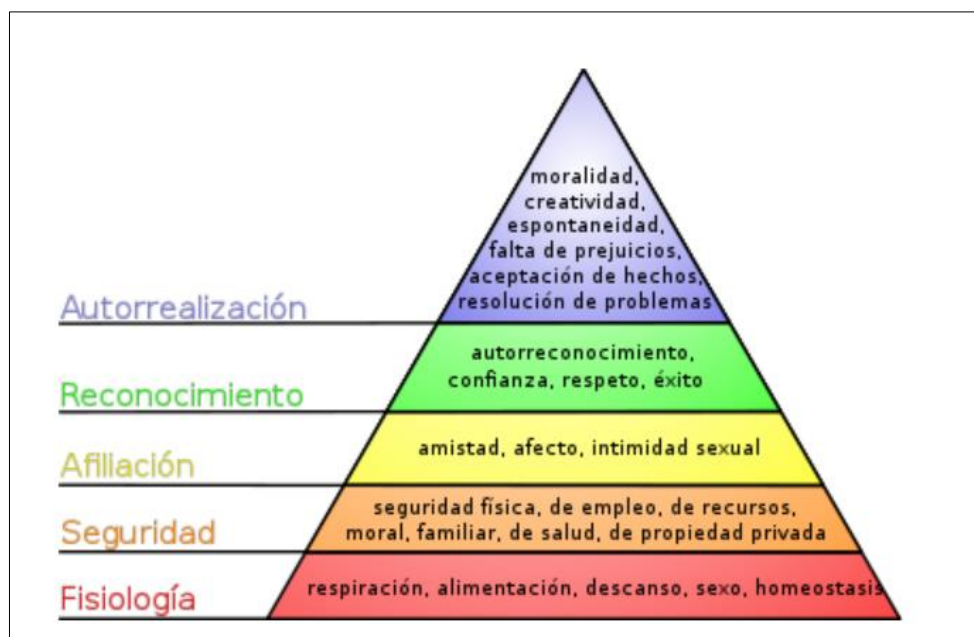 moralidad,
creatividad,
espontaneidad,
falta de prejuicios,
aceptación de hechos,
resolución de problemas
Autorrealización
autorreconocimiento,
confianza, respeto, éxito
Reconocimiento
amistad, afecto, intimidad sexual
Afiliación
seguridad física, de empleo, de recursos,
moral, familiar, de salud, de propiedad privada
Seguridad
respiración, alimentación, descanso, sexo, homeostasis
Fisiología